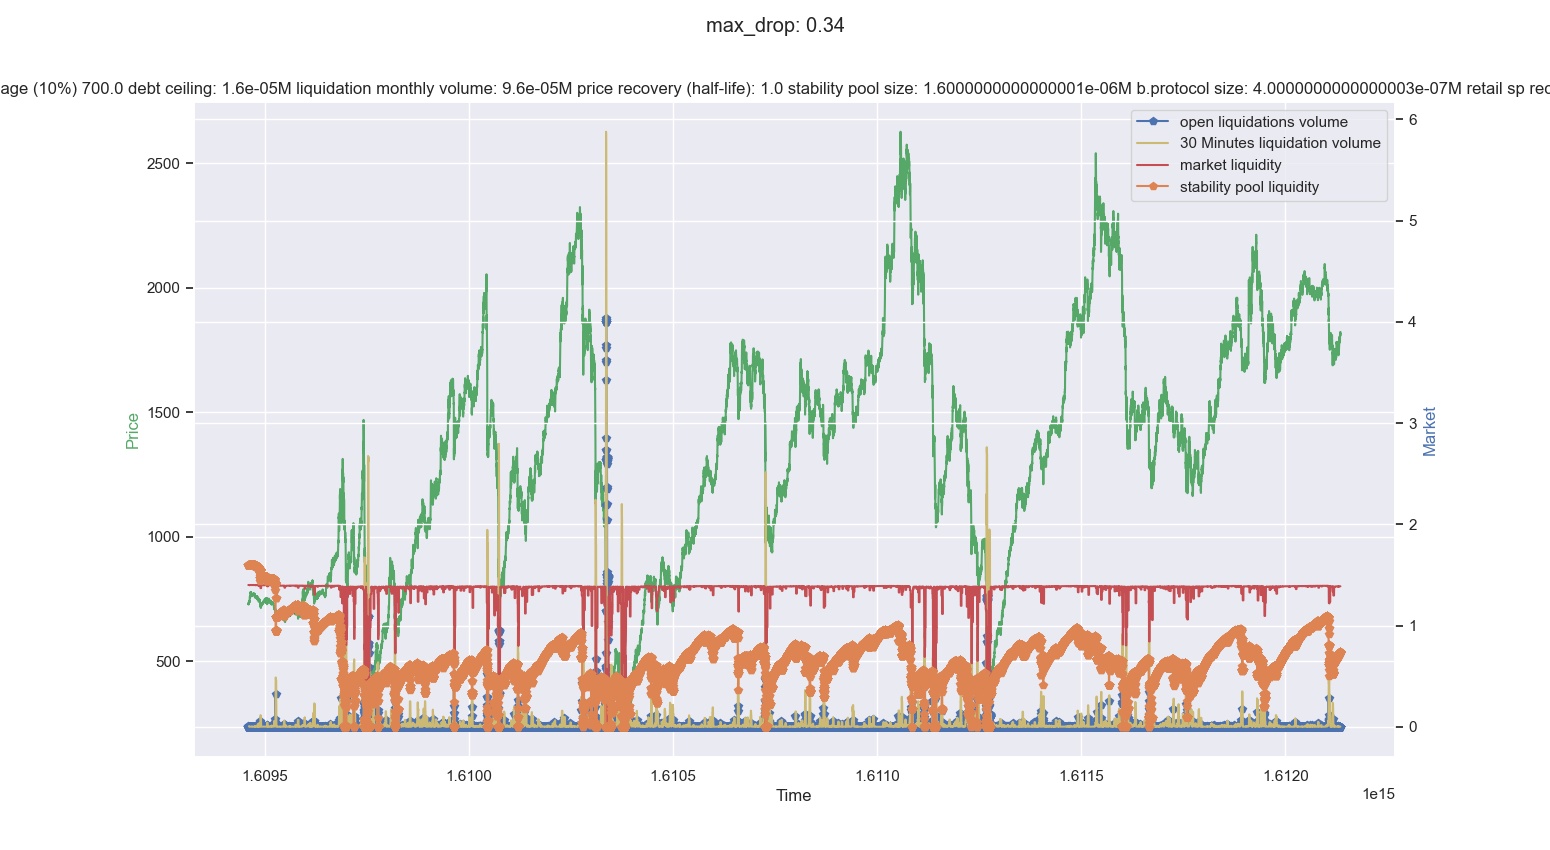 max_drop: 0.34
age (10%) 700.0 debt ceiling: 1.6e-05M liquidation monthly volume: 9.6e-05M price recovery (half-life): 1.0 stability pool size: 1.6000000000000001e-06M b.protocol size: 4.0000000000000003e-07M retail sp rec
open liquidations volume
30 Minutes liquidation volume
market liquidity
stability pool liquidity
2500
2000
1500
1000
500
Price
6
5
4
3
2
1
0
Market
1.6095
1.6100
1.6105
1.6110
1.6115
1.6120
1e15
Time